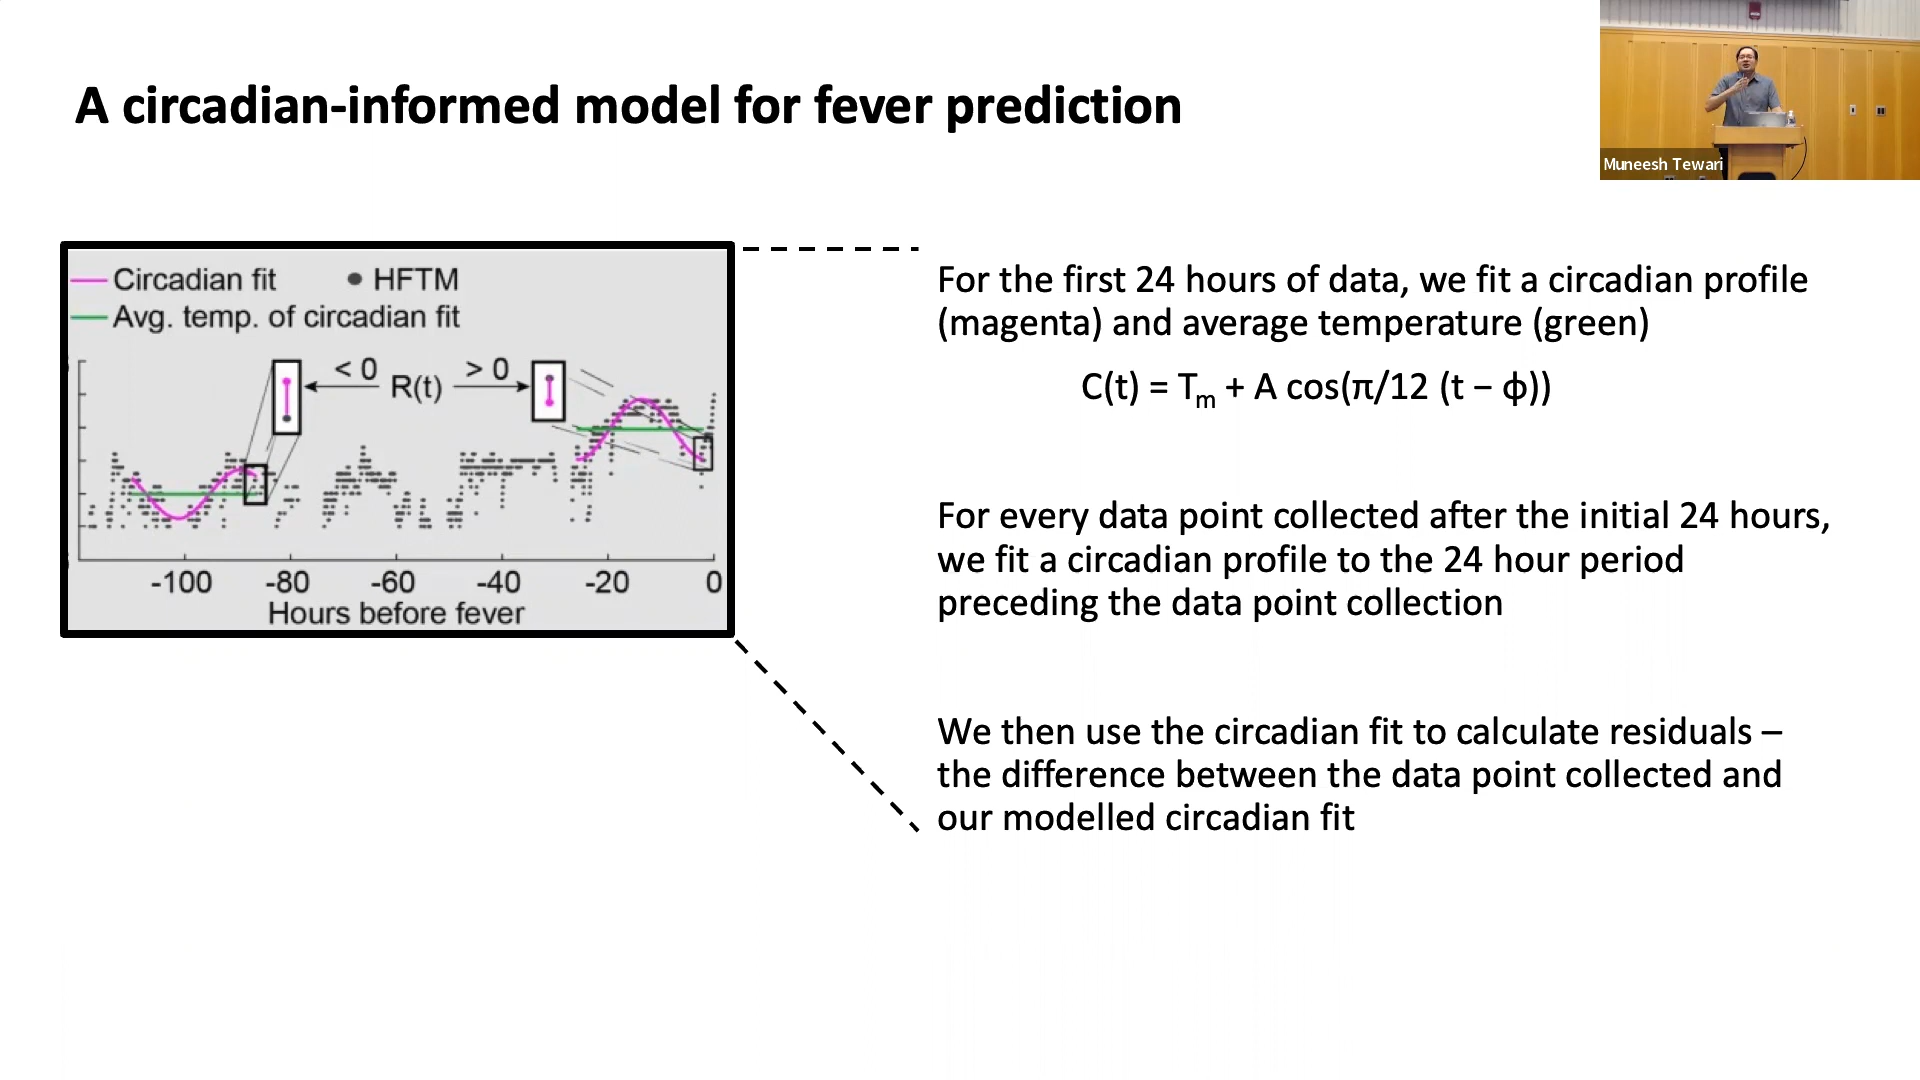 A circadian-informed model for fever prediction
Muneesh Tewari
Circadian fit
HFTM
Avg. temp. of circadian fit
< 0
R(t)
> 0
-100
-80
-60
-40
-20
0
Hours before fever
For the first 24 hours of data, we fit a circadian profile
(magenta) and average temperature (green)
C(t) = Tm + A cos(π/12 (t − ϕ))
For every data point collected after the initial 24 hours,
we fit a circadian profile to the 24 hour period
preceding the data point collection
We then use the circadian fit to calculate residuals –
the difference between the data point collected and
our modelled circadian fit